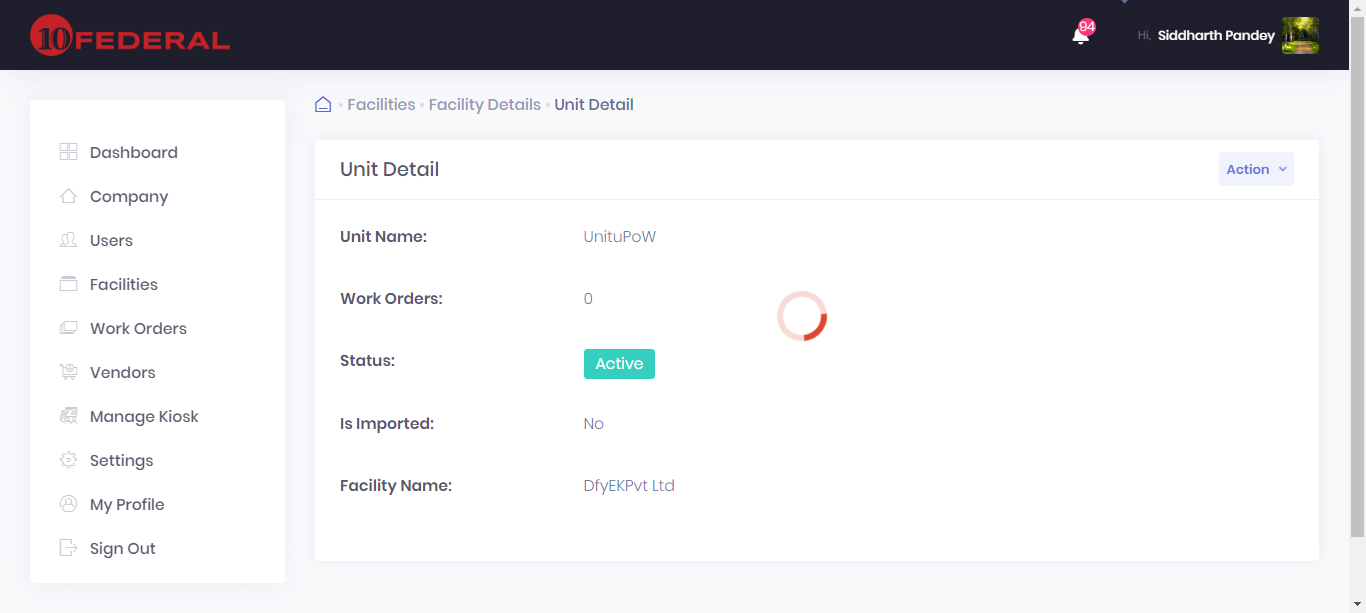 10 FEDERAL
94
Hi, Siddharth Pandey
Facilities • Facility Details • Unit Detail
Dashboard
Company
Users
Facilities
Work Orders
Vendors
Manage Kiosk
Settings
My Profile
Sign Out
Unit Detail
Action
Unit Name: UnituPoW
Work Orders: 0
Status: Active
Is Imported: No
Facility Name: DfyEKPvt Ltd